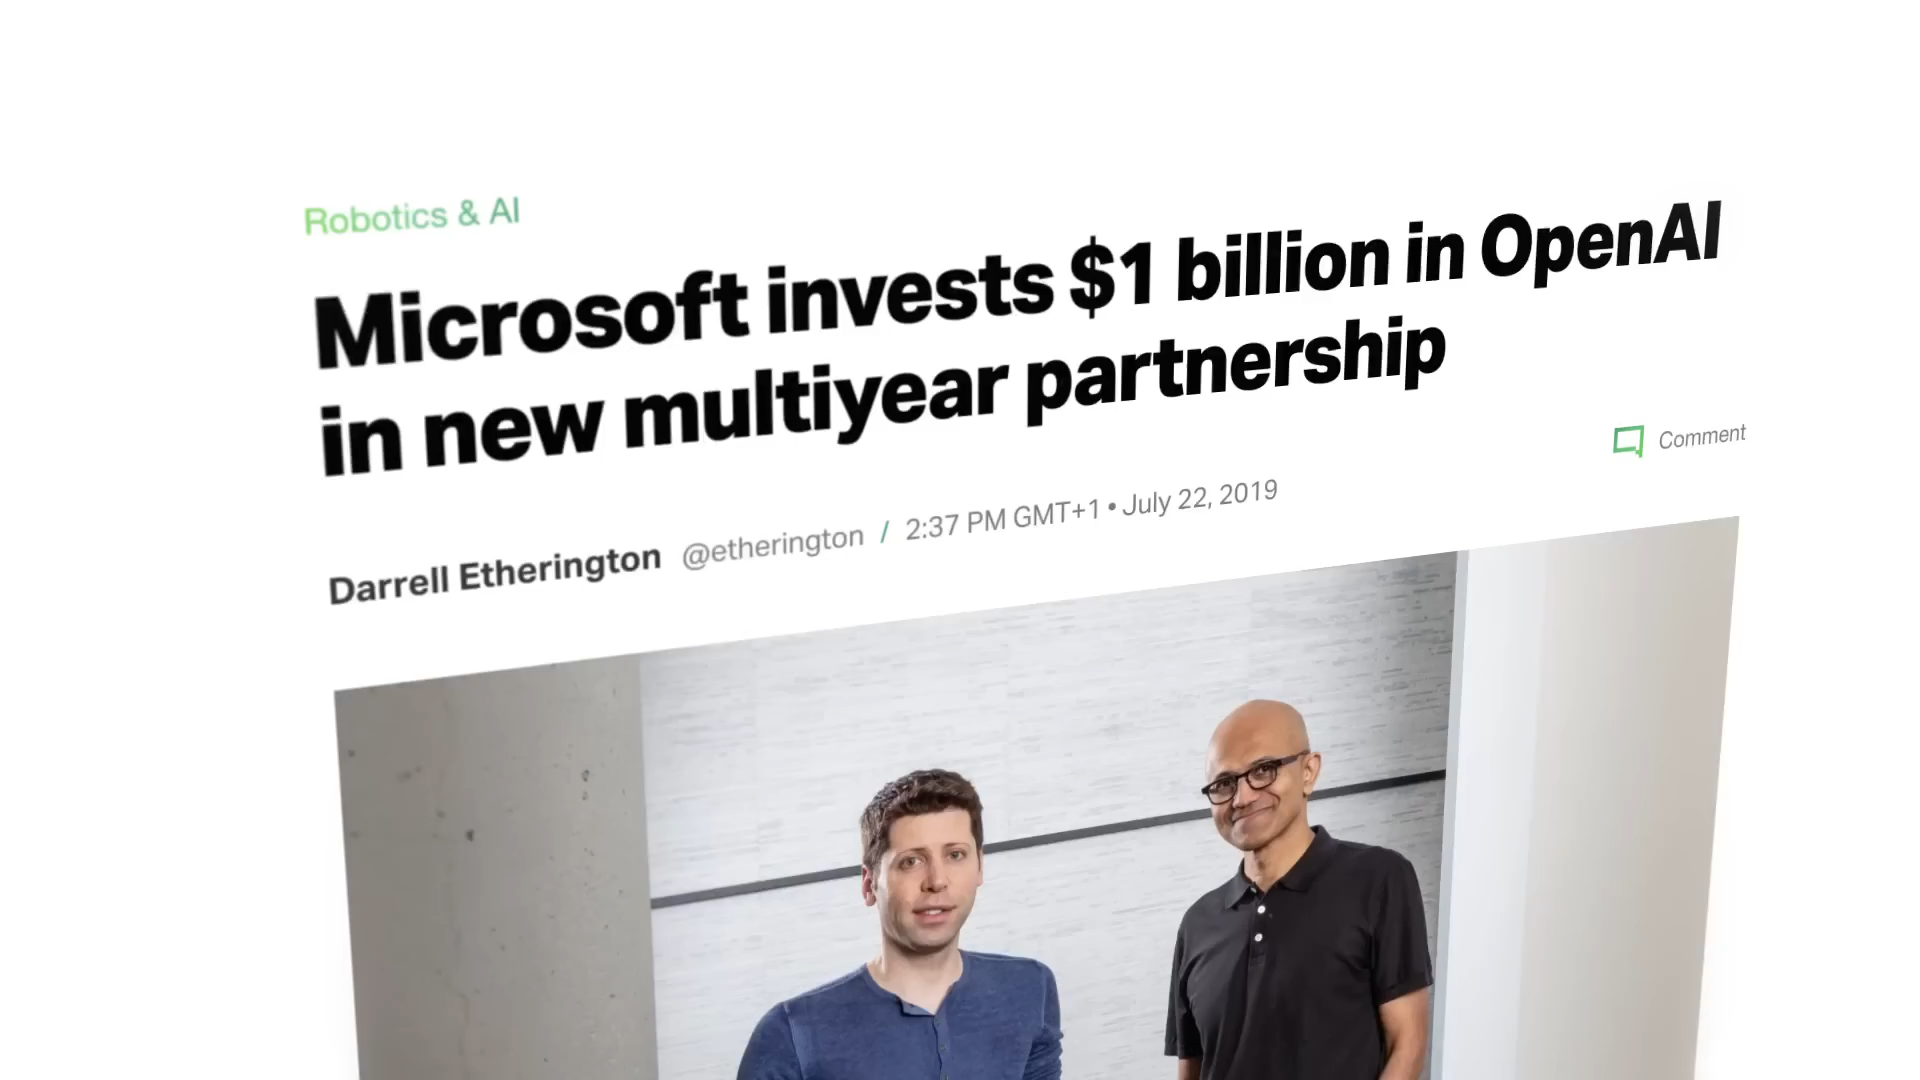 Robotics & AI
Microsoft invests $1 billion in OpenAI
in new multiyear partnership
Comment
Darrell Etherington @etherington / 2:37 PM GMT+1 • July 22, 2019